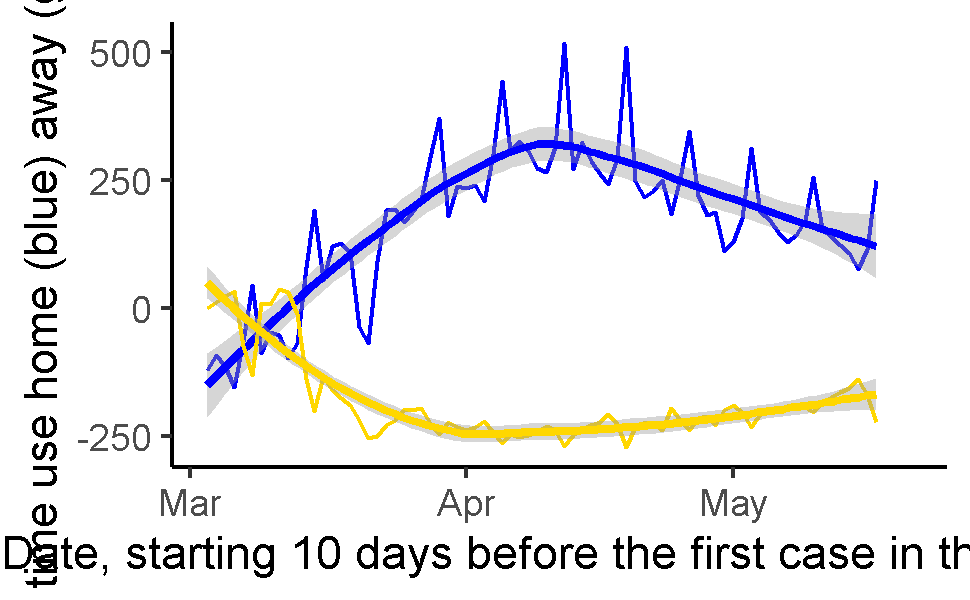 time use home (blue) away (
500
250
0
-250
Mar Apr May
Date, starting 10 days before the first case in th